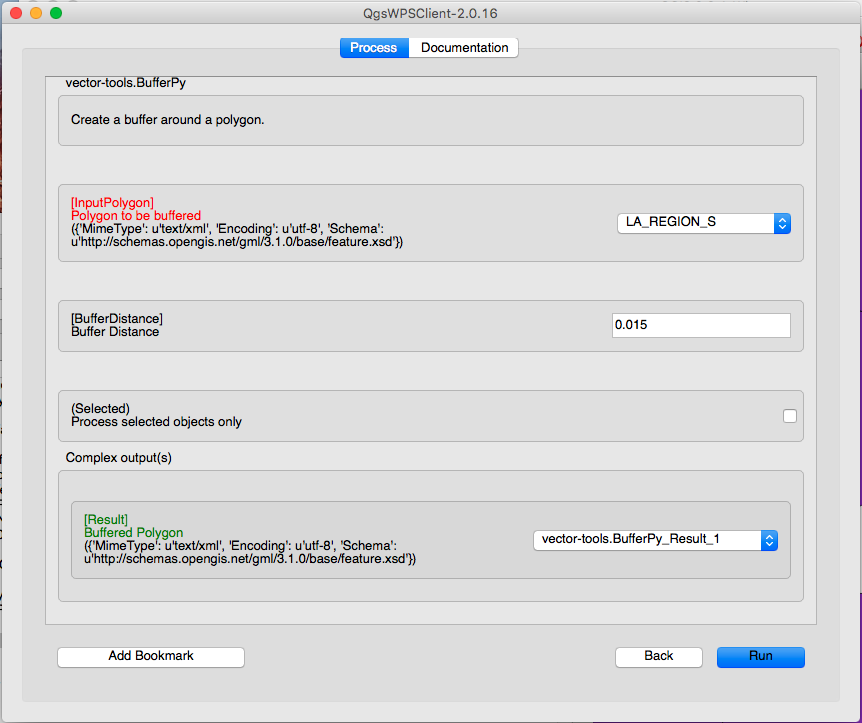 QgsWPSClient-2.0.16
Process Documentation
vector-tools.BufferPy
Create a buffer around a polygon.
[InputPolygon]
Polygon to be buffered
({'MimeType': u'text/xml', 'Encoding': u'utf-8', 'Schema':
u'http://schemas.opengis.net/gml/3.1.0/base/feature.xsd'})
LA_REGION_S
[BufferDistance]
Buffer Distance
0.015
(Selected)
Process selected objects only
Complex output(s)
[Result]
Buffered Polygon
({'MimeType': u'text/xml', 'Encoding': u'utf-8', 'Schema':
u'http://schemas.opengis.net/gml/3.1.0/base/feature.xsd'})
vector-tools.BufferPy_Result_1
Add Bookmark Back Run